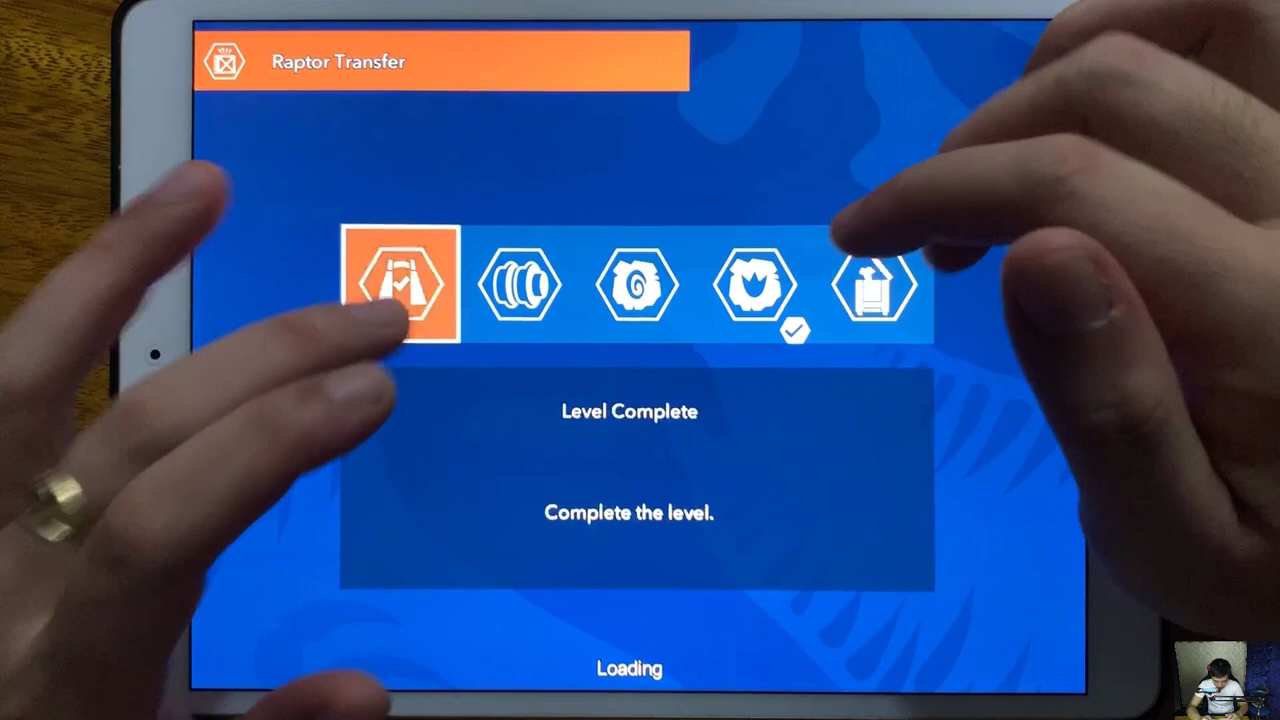 Raptor Transfer
Level Complete
Complete the level.
Loading